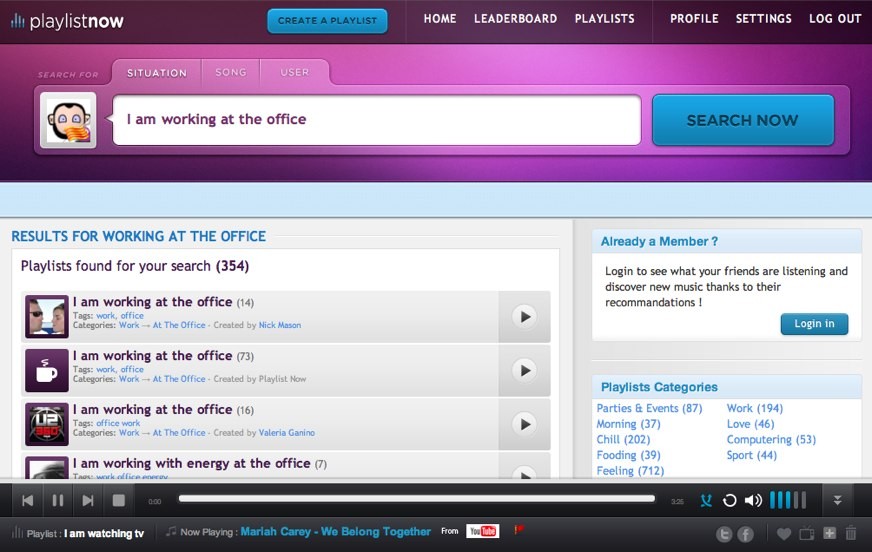 playlistnow
CREATE A PLAYLIST
HOME LEADERBOARD PLAYLISTS PROFILE SETTINGS LOG OUT
SEARCH FOR SITUATION SONG USER
I am working at the office
SEARCH NOW
RESULTS FOR WORKING AT THE OFFICE
Playlists found for your search (354)
I am working at the office (14)
Tags: work, office
Categories: Work → At The Office - Created by Nick Mason
I am working at the office (73)
Tags: work, office
Categories: Work → At The Office - Created by Playlist Now
I am working at the office (16)
Tags: office work
Categories: Work → At The Office - Created by Valeria Ganino
I am working with energy at the office (7)
Tags: work office energy
Already a Member ?
Login to see what your friends are listening and
discover new music thanks to their
recommandations !
Login in
Playlists Categories
Parties & Events (87) Work (194)
Morning (37) Love (46)
Chill (202) Computering (53)
Fooding (39) Sport (44)
Feeling (712)
0:00 3:25
Playlist : I am watching tv Now Playing : Mariah Carey - We Belong Together From YouTube